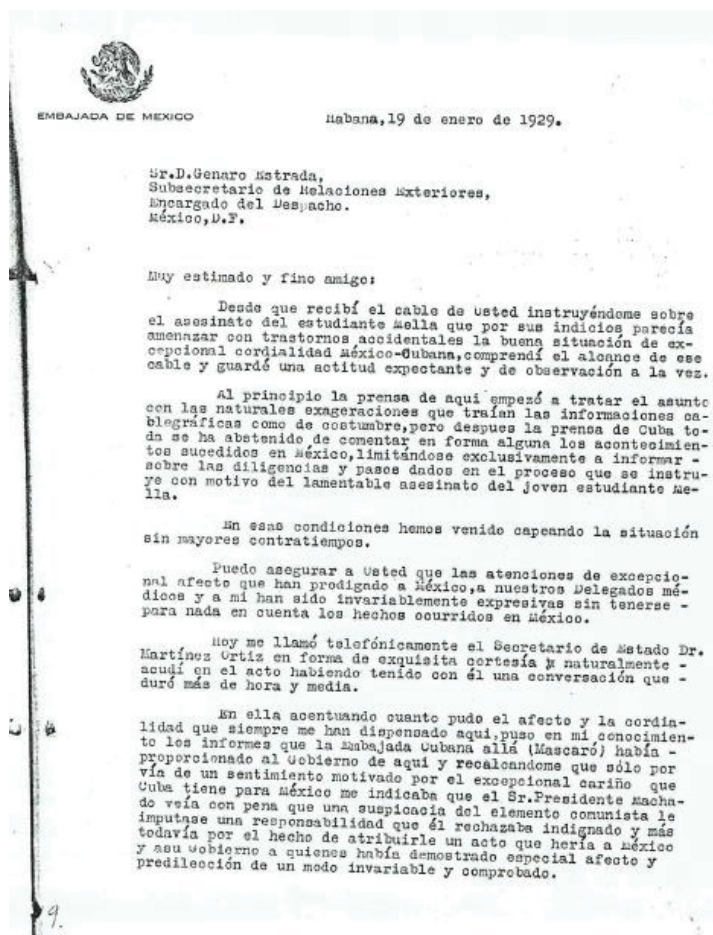 EMBAJADA DE MEXICO
Habana,19 de enero de 1929.
Sr.D.Genaro Estrada,
Subsecretario de Relaciones Exteriores,
Encargado del Despacho.
México,D.F.
Muy estimado y fino amigo:
Desde que recibí el cable de Usted instruyéndome sobre
el asesinato del estudiante Mella que por sus indicios parecía
amenazar con trastornos accidentales la buena situación de ex-
cepcional cordialidad México-Cubana,comprendí el alcance de ese
cable y guardé una actitud expectante y de observación a la vez.
Al principio la prensa de aquí empezó a tratar el asunto
con las naturales exageraciones que traían las informaciones ca-
blegráficas como de costumbre,pero despues la prensa de Cuba to-
da se ha abstenido de comentar en forma alguna los acontecimien-
tos sucedidos en México,limitándose exclusivamente a informar -
sobre las diligencias y pasos dados en el proceso que se instru-
ye con motivo del lamentable asesinato del joven estudiante Me-
lla.
En esas condiciones hemos venido capeando la situación
sin mayores contratiempos.
Puedo asegurar a Usted que las atenciones de excepcio-
nal afecto que han prodigado a México,a nuestros Delegados mé-
dicos y a mi han sido invariablemente expresivas sin tenerse -
para nada en cuenta los hechos ocurridos en México.
Hoy me llamó telefónicamente el Secretario de Estado Dr.
Martínez Ortiz en forma de exquisita cortesía y naturalmente -
acudí en el acto habiendo tenido con él una conversación que -
duró más de hora y media.
En ella acentuando cuanto pudo el afecto y la cordia-
lidad que siempre me han dispensado aquí,puso en mi conocimien-
to los informes que la Embajada Cubana allá (Mascaró) había -
proporcionado al Gobierno de aquí y recalcandome que sólo por
vía de un sentimiento motivado por el excepcional cariño que
Cuba tiene para México me indicaba que el Sr.Presidente Macha-
do veía con pena que una suspicacia del elemento comunista le
imputase una responsabilidad que él rechazaba indignado y más
todavía por el hecho de atribuirle un acto que hería a México
y asu Gobierno a quienes había demostrado especial afecto y
predilección de un modo invariable y comprobado.
9.